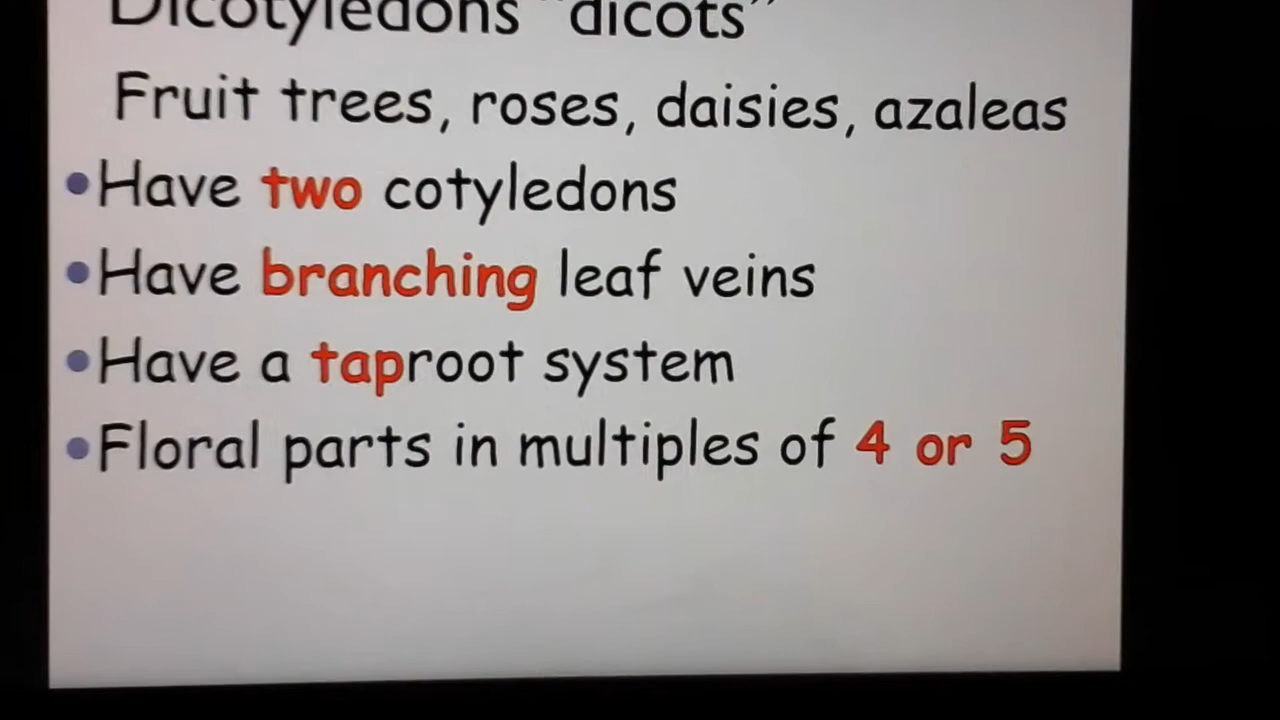 Dicotyledons "dicots"
Fruit trees, roses, daisies, azaleas
•Have two cotyledons
•Have branching leaf veins
•Have a taproot system
•Floral parts in multiples of 4 or 5